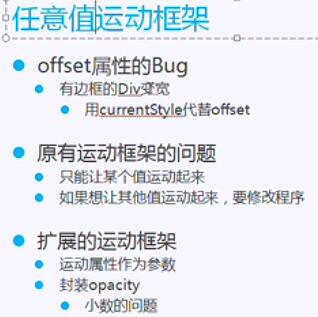 任意值运动框架
offset属性的Bug
有边框的Div变宽
用currentStyle代替offset
原有运动框架的问题
只能让某个值运动起来
如果想让其他值运动起来，要修改程序
扩展的运动框架
运动属性作为参数
封装opacity
小数的问题